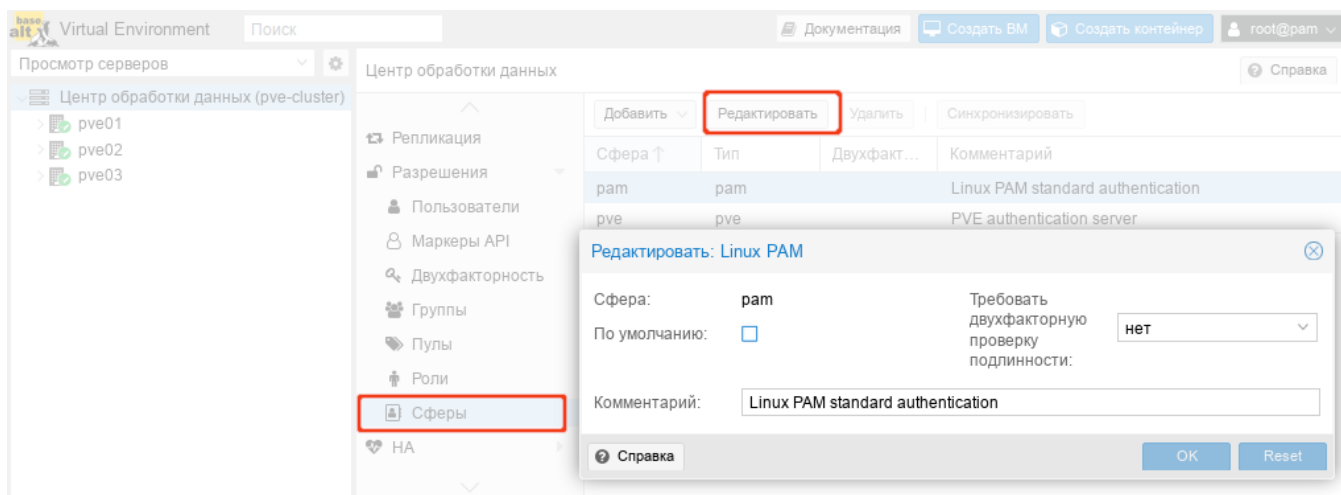 base
alt Virtual Environment Поиск Документация Создать ВМ Создать контейнер root@pam
Просмотр серверов
Центр обработки данных Справка
Центр обработки данных (pve-cluster)
pve01
pve02
pve03
Репликация
Разрешения
Пользователи
Маркеры API
Двухфакторность
Группы
Пулы
Роли
Сферы
HA
Добавить Редактировать Удалить Синхронизировать
Сфера Тип Двухфакт... Комментарий
pam pam Linux PAM standard authentication
pve pve PVE authentication server
Редактировать: Linux PAM
Сфера: pam
По умолчанию:
Требовать
двухфакторную
проверку
подлинности:
нет
Комментарий: Linux PAM standard authentication
Справка OK Reset